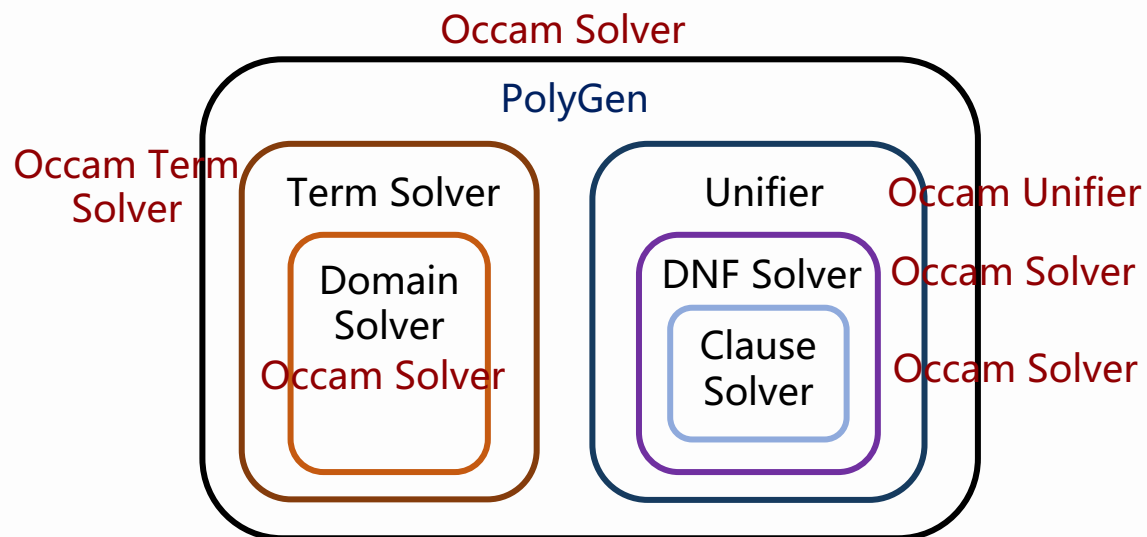 Occam Solver
PolyGen
Occam Term
Solver
Term Solver
Domain
Solver
Occam Solver
Unifier
Occam Unifier
DNF Solver
Occam Solver
Clause
Solver
Occam Solver